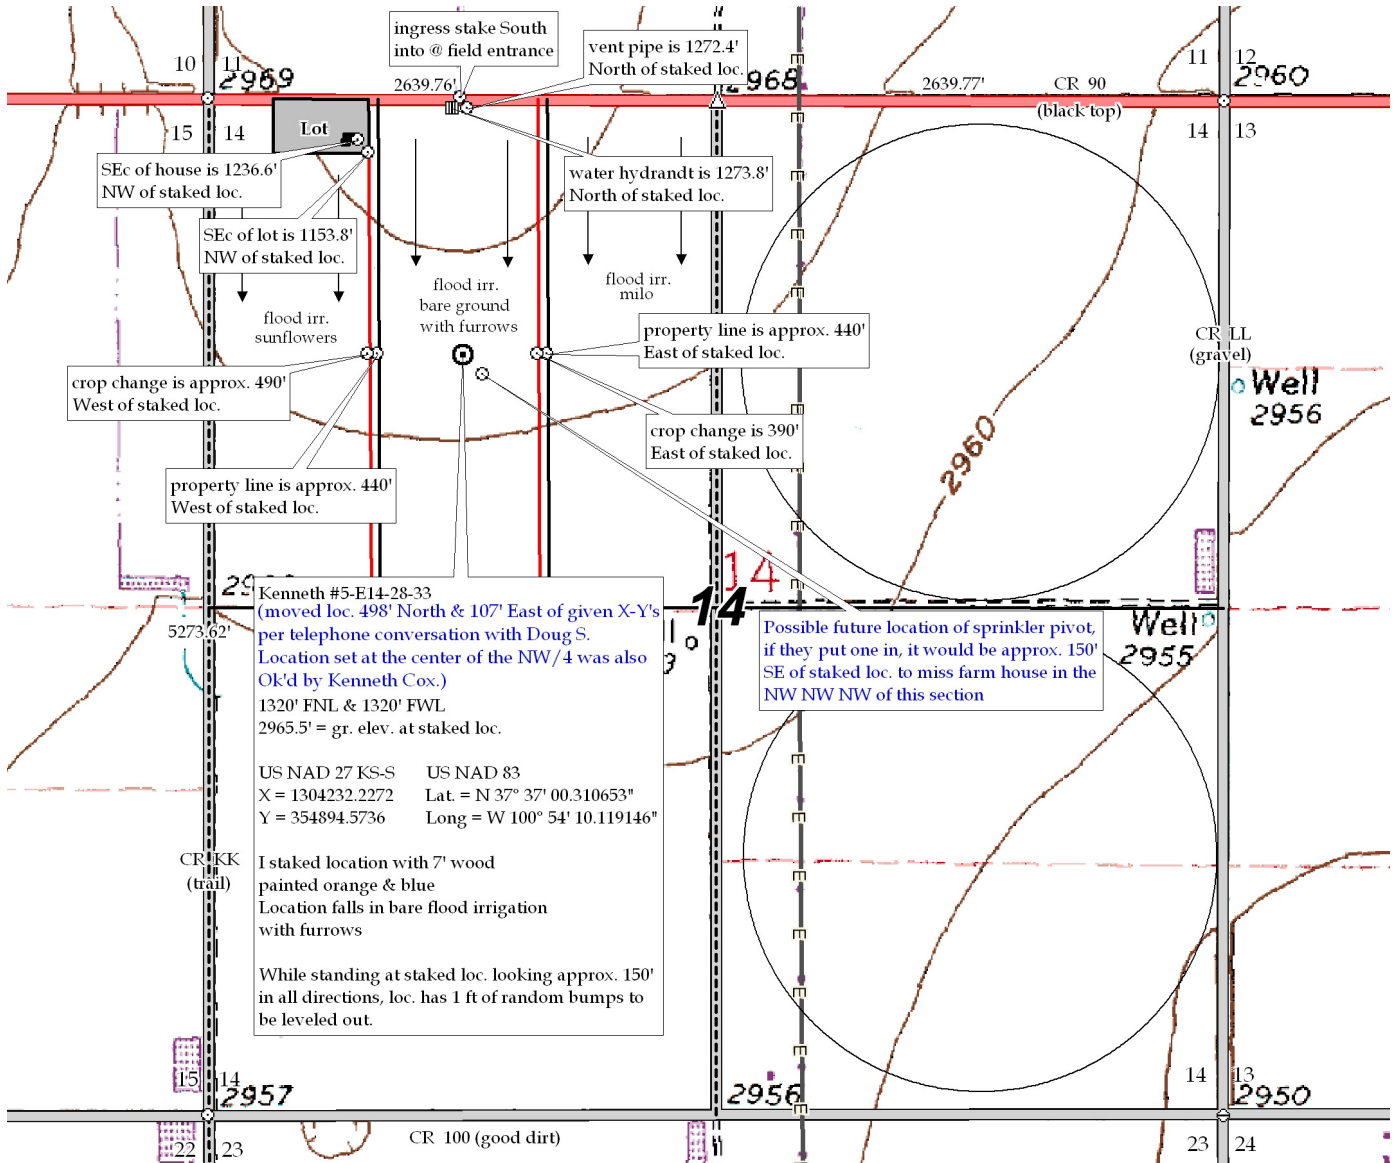 ingress stake South
into @ field entrance
vent pipe is 1272.4'
North of staked loc.
10
11
2969
2639.76'
2968
2639.77'
CR 90
(black top)
11
12
2960
15
14
Lot
14
13
SEc of house is 1236.6'
NW of staked loc.
water hydrandt is 1273.8'
North of staked loc.
SEc of lot is 1153.8'
NW of staked loc.
flood irr.
sunflowers
flood irr.
bare ground
with furrows
flood irr.
milo
E
E
E
E
E
E
E
E
E
E
E
E
E
E
property line is approx. 440'
East of staked loc.
CR LL
(gravel)
Well
2956
crop change is approx. 490'
West of staked loc.
crop change is 390'
East of staked loc.
2960
property line is approx. 440'
West of staked loc.
14
14
5273.62'
Kenneth #5-E14-28-33
(moved loc. 498' North & 107' East of given X-Y's
per telephone conversation with Doug S.
Location set at the center of the NW/4 was also
Ok'd by Kenneth Cox.)
1320' FNL & 1320' FWL
2965.5' = gr. elev. at staked loc.
US NAD 27 KS-S
US NAD 83
X = 1304232.2272
Lat. = N 37° 37' 00.310653"
Y = 354894.5736
Long = W 100° 54' 10.119146"
I staked location with 7' wood
painted orange & blue
Location falls in bare flood irrigation
with furrows
While standing at staked loc. looking approx. 150'
in all directions, loc. has 1 ft of random bumps to
be leveled out.
Possible future location of sprinkler pivot,
if they put one in, it would be approx. 150'
SE of staked loc. to miss farm house in the
NW NW NW of this section
Well
2955
CR KK
(trail)
15
14
2957
2956
14
13
2950
CR 100 (good dirt)
22
23
23
24